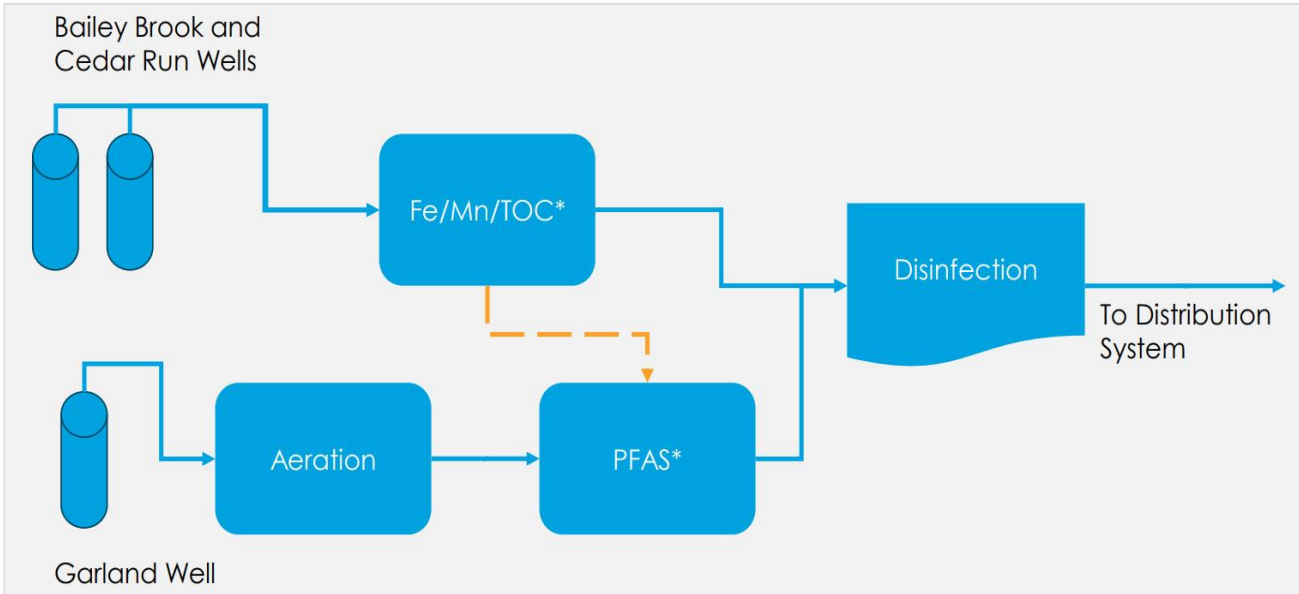 Bailey Brook and
Cedar Run Wells
Fe/Mn/TOC*
Disinfection
To Distribution
System
Aeration
PFAS*
Garland Well